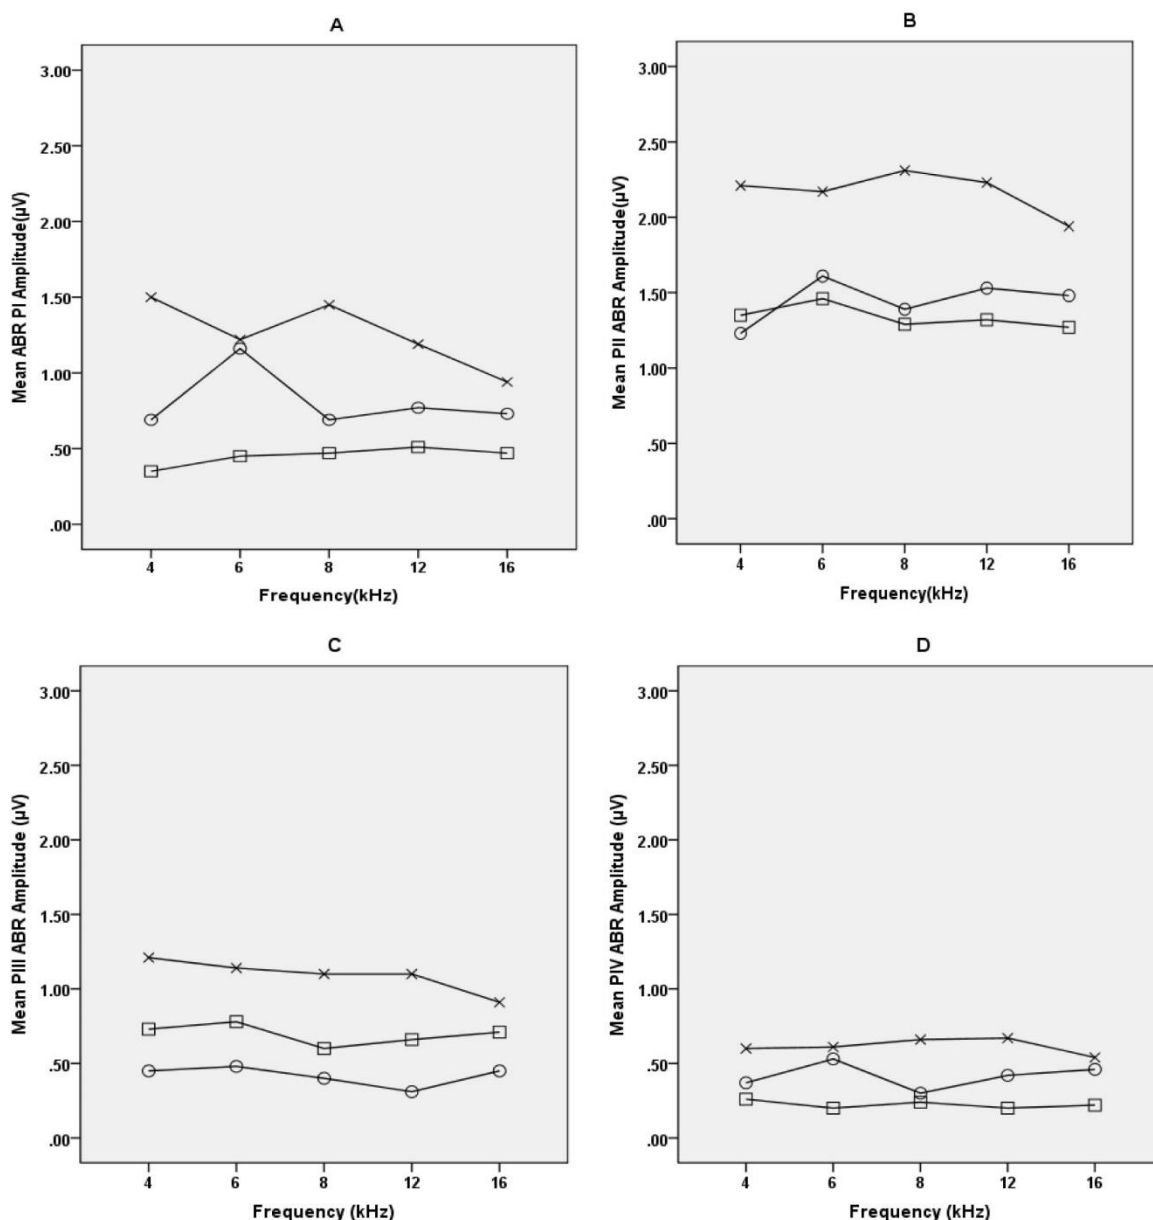 A
3.00
2.50
2.00
1.50
1.00
.50
.00
Mean ABR PI Amplitude(µV)
4 6 8 12 16
Frequency(kHz)
B
3.00
2.50
2.00
1.50
1.00
.50
.00
Mean PII ABR Amplitude(µV)
4 6 8 12 16
Frequency(kHz)
C
3.00
2.50
2.00
1.50
1.00
.50
.00
Mean PIII ABR Amplitude (µV)
4 6 8 12 16
Frequency (kHz)
D
3.00
2.50
2.00
1.50
1.00
.50
.00
Mean PIV ABR Amplitude (µV)
4 6 8 12 16
Frequency (kHz)